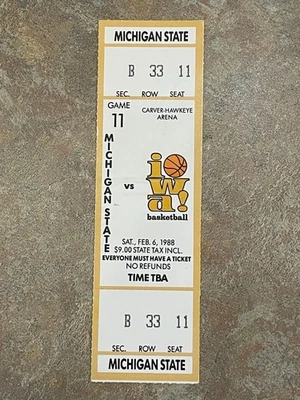 MICHIGAN STATE
B 33 11
SEC. ROW SEAT
GAME
11
CARVER-HAWKEYE
ARENA
MICHIGAN STATE
vs
iowa!
basketball
SAT., FEB. 6, 1988
$9.00 STATE TAX INCL.
EVERYONE MUST HAVE A TICKET
NO REFUNDS
TIME TBA
B 33 11
SEC. ROW SEAT
MICHIGAN STATE